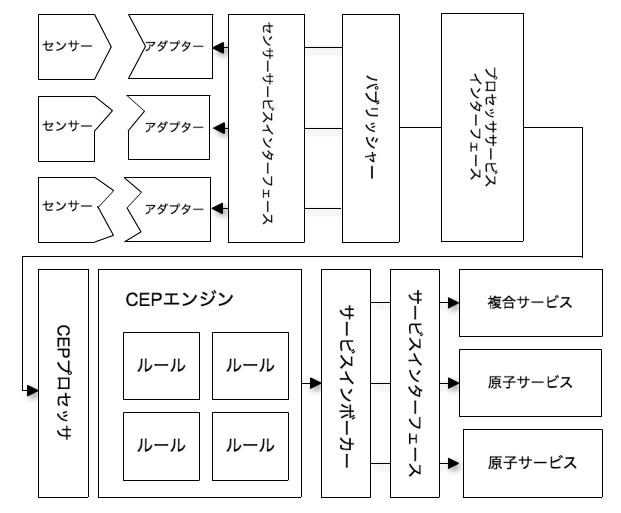 センサー
アダプター
センサー
アダプター
センサー
アダプター
センサーサービスインターフェース
パブリッシャー
プロセッササービス
インターフェース
CEPプロセッサ
CEPエンジン
ルール
ルール
ルール
ルール
サービスインボーカー
サービスインターフェース
複合サービス
原子サービス
原子サービス